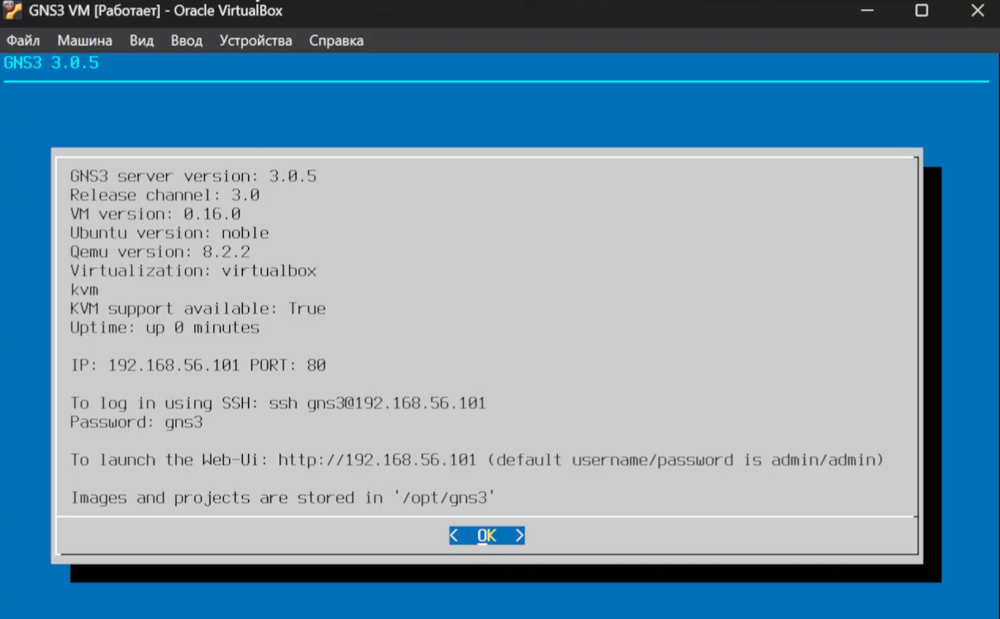 GNS3 VM [Работает] - Oracle VirtualBox
Файл Машина Вид Ввод Устройства Справка
GNS3 3.0.5
GNS3 server version: 3.0.5
Release channel: 3.0
VM version: 0.16.0
Ubuntu version: noble
Qemu version: 8.2.2
Virtualization: virtualbox
kvm
KVM support available: True
Uptime: up 0 minutes
IP: 192.168.56.101 PORT: 80
To log in using SSH: ssh gns3@192.168.56.101
Password: gns3
To launch the Web-Ui: http://192.168.56.101 (default username/password is admin/admin)
Images and projects are stored in '/opt/gns3'
< OK >